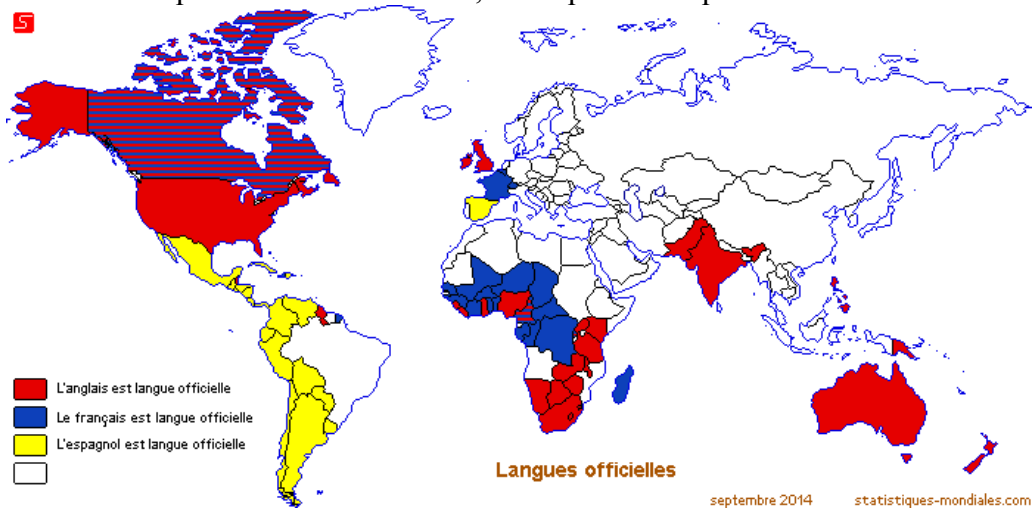 S
L'anglais est langue officielle
Le français est langue officielle
L'espagnol est langue officielle
Langues officielles
septembre 2014 statistiques-mondiales.com